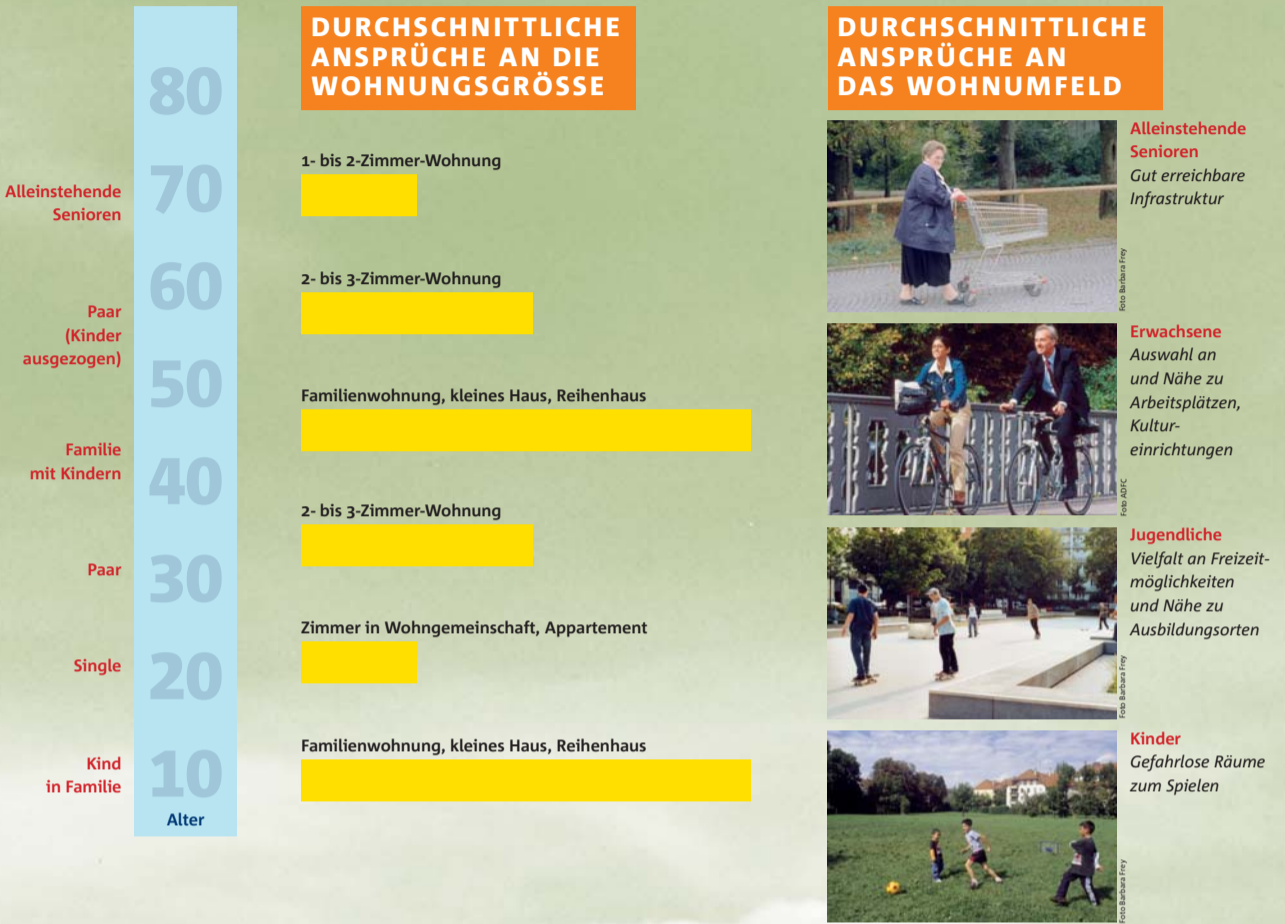 DURCHSCHNITTLICHE
ANSPRÜCHE AN DIE
WOHNUNGSGRÖSSE
DURCHSCHNITTLICHE
ANSPRÜCHE AN
DAS WOHNUMFELD
80
70
60
50
40
30
20
10
Alter
Alleinstehende
Senioren
Paar
(Kinder
ausgezogen)
Familie
mit Kindern
Paar
Single
Kind
in Familie
1- bis 2-Zimmer-Wohnung
2- bis 3-Zimmer-Wohnung
Familienwohnung, kleines Haus, Reihenhaus
2- bis 3-Zimmer-Wohnung
Zimmer in Wohngemeinschaft, Appartement
Familienwohnung, kleines Haus, Reihenhaus
Alleinstehende
Senioren
Gut erreichbare
Infrastruktur
Foto Barbara Frey
Erwachsene
Auswahl an
und Nähe zu
Arbeitsplätzen,
Kultur-
einrichtungen
Foto ADFC
Jugendliche
Vielfalt an Freizeit-
möglichkeiten
und Nähe zu
Ausbildungsorten
Foto Barbara Frey
Kinder
Gefahrlose Räume
zum Spielen
Foto Barbara Frey